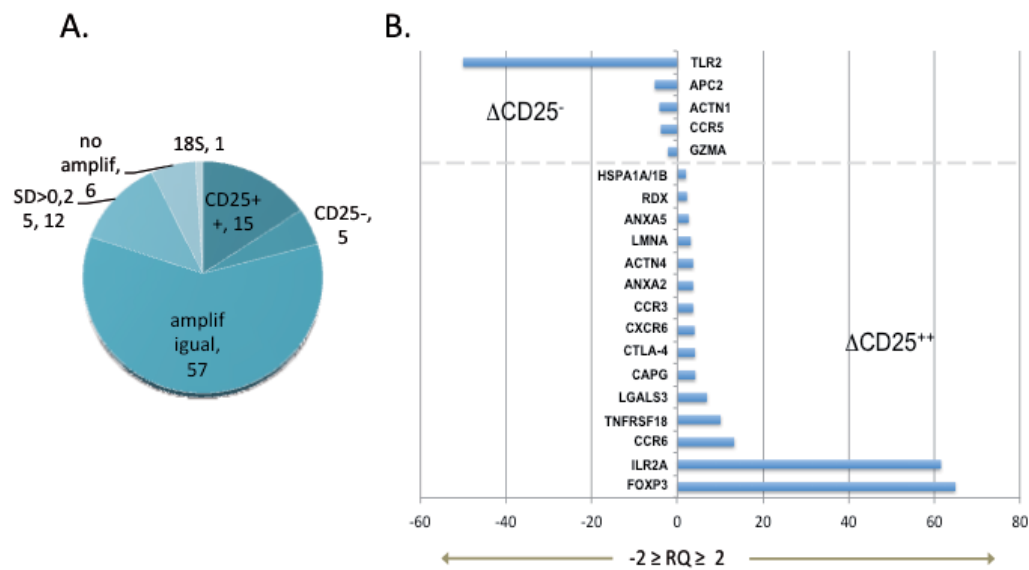 A.
B.
no
amplif,
6
18S, 1
SD>0,2
5, 12
CD25+
+, 15
CD25-,
5
amplif
igual,
57
TLR2
APC2
ACTN1
CCR5
GZMA
ΔCD25-
HSPA1A/1B
RDX
ANXA5
LMNA
ACTN4
ANXA2
CCR3
CXCR6
CTLA-4
CAPG
LGALS3
TNFRSF18
CCR6
ILR2A
FOXP3
ΔCD25++
-60 -40 -20 0 20 40 60 80
-2 ≥ RQ ≥ 2